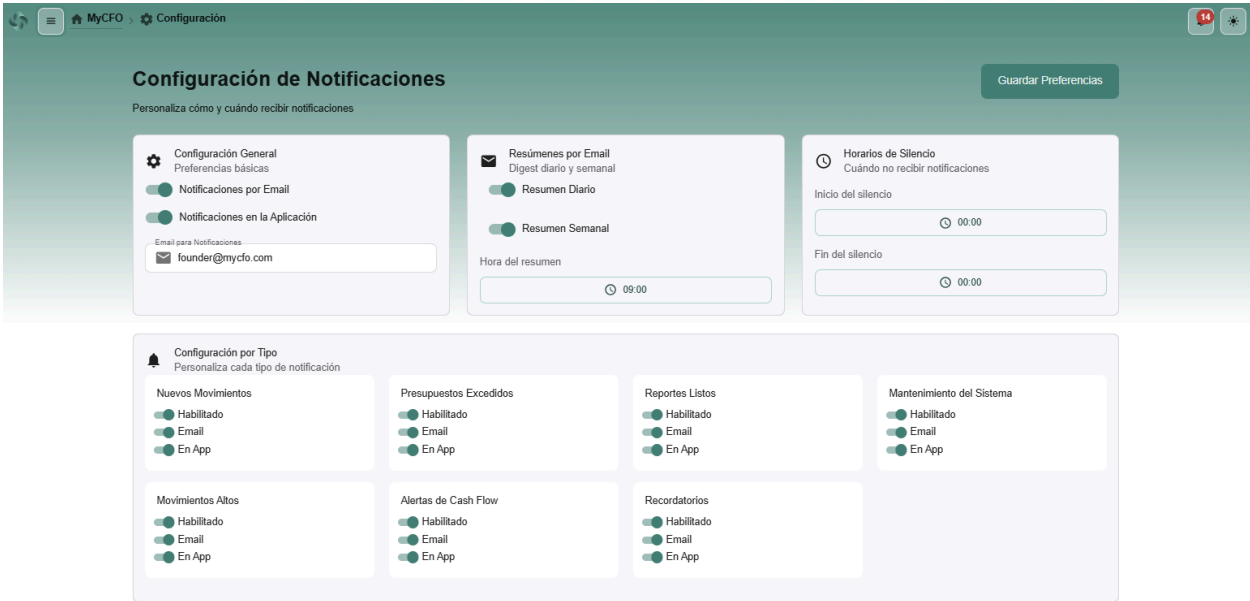 MyCFO > Configuración
14
Configuración de Notificaciones
Guardar Preferencias
Personaliza cómo y cuándo recibir notificaciones
Configuración General
Preferencias básicas
Notificaciones por Email
Notificaciones en la Aplicación
Email para Notificaciones
founder@mycfo.com
Resúmenes por Email
Digest diario y semanal
Resumen Diario
Resumen Semanal
Hora del resumen
09:00
Horarios de Silencio
Cuándo no recibir notificaciones
Inicio del silencio
00:00
Fin del silencio
00:00
Configuración por Tipo
Personaliza cada tipo de notificación
Nuevos Movimientos
Habilitado
Email
En App
Presupuestos Excedidos
Habilitado
Email
En App
Reportes Listos
Habilitado
Email
En App
Mantenimiento del Sistema
Habilitado
Email
En App
Movimientos Altos
Habilitado
Email
En App
Alertas de Cash Flow
Habilitado
Email
En App
Recordatorios
Habilitado
Email
En App